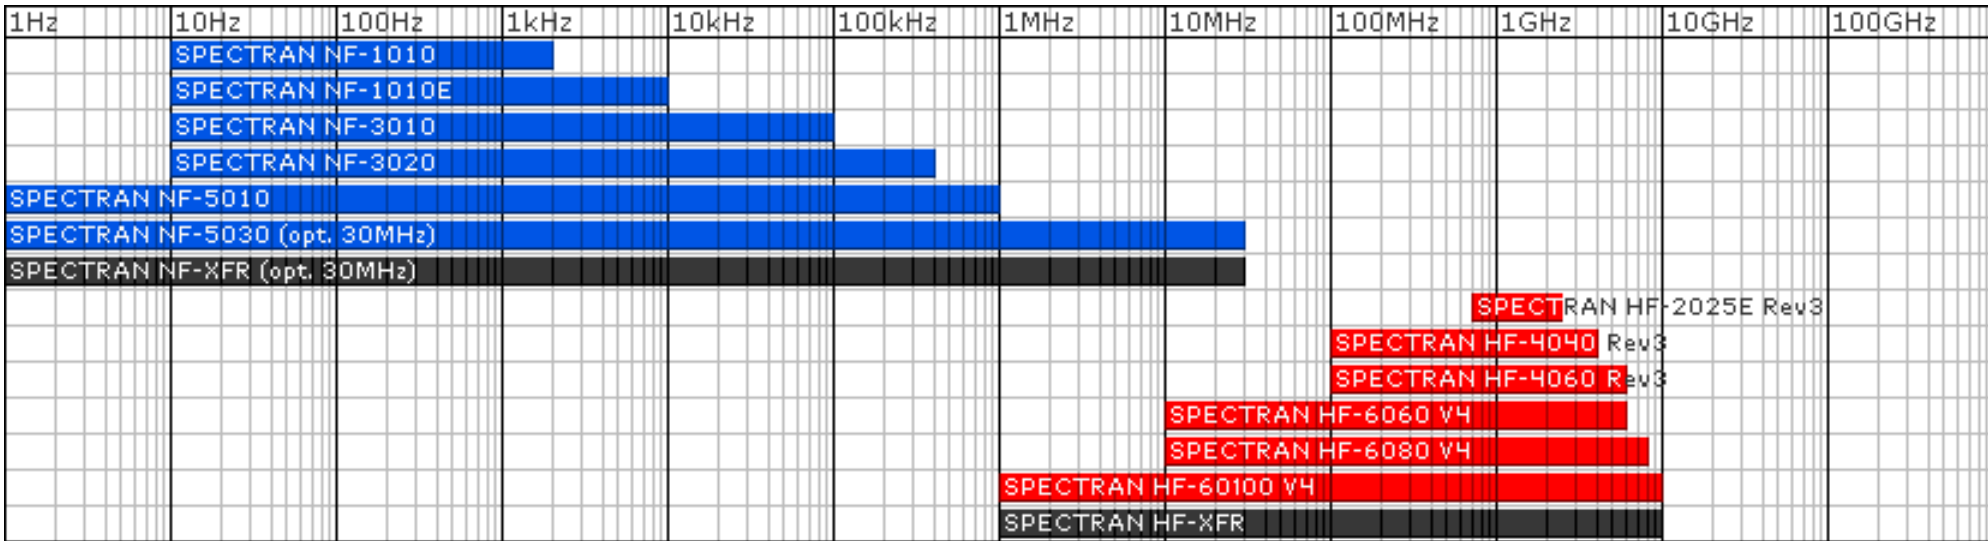 1Hz 10Hz 100Hz 1kHz 10kHz 100kHz 1MHz 10MHz 100MHz 1GHz 10GHz 100GHz
SPECTRAN NF-1010
SPECTRAN NF-1010E
SPECTRAN NF-3010
SPECTRAN NF-3020
SPECTRAN NF-5010
SPECTRAN NF-5030 (opt. 30MHz)
SPECTRAN NF-XFR (opt. 30MHz)
SPECTRAN HF-2025E Rev3
SPECTRAN HF-4040 Rev3
SPECTRAN HF-4060 Rev3
SPECTRAN HF-6060 V4
SPECTRAN HF-6080 V4
SPECTRAN HF-60100 V4
SPECTRAN HF-XFR